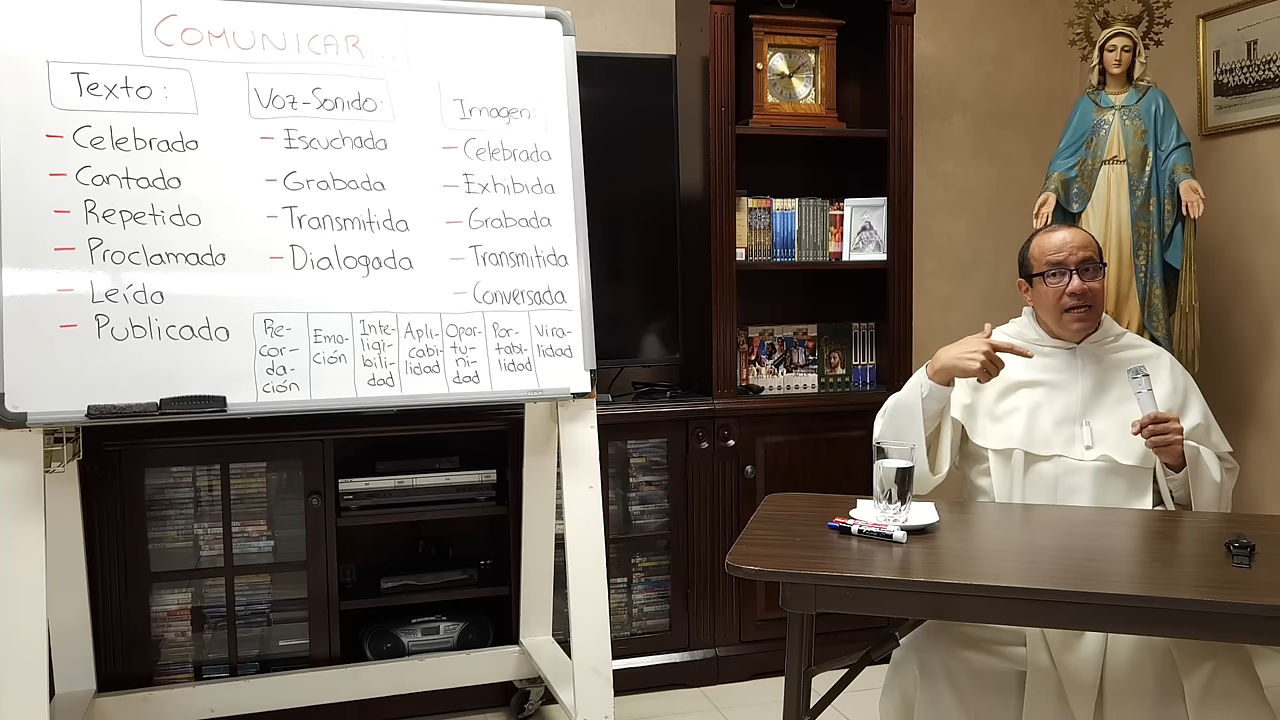 COMUNICAR...
Texto:
- Celebrado
- Cantado
- Repetido
- Proclamado
- Leído
- Publicado
Voz-Sonido:
- Escuchada
- Grabada
- Transmitida
- Dialogada
Imagen:
- Celebrada
- Exhibida
- Grabada
- Transmitida
- Conversada
Re-
cor-
da-
ción
Emo-
ción
Inte-
ligi-
bili-
dad
Apli-
cabi-
lidad
Opor-
tu-
ni-
dad
Por-
tabi-
lidad
Vira-
lidad